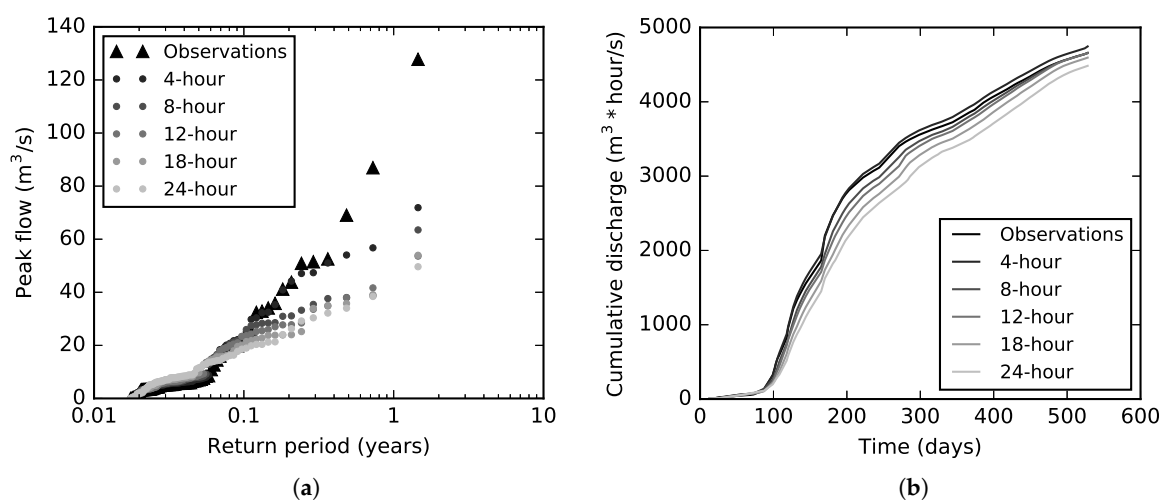 140
120
100
80
60
40
20
0
Peak flow (m³/s)
Observations
4-hour
8-hour
12-hour
18-hour
24-hour
0.01 0.1 1 10
Return period (years)
(a)
5000
4000
3000
2000
1000
0
Cumulative discharge (m³ * hour/s)
Observations
4-hour
8-hour
12-hour
18-hour
24-hour
0 100 200 300 400 500 600
Time (days)
(b)